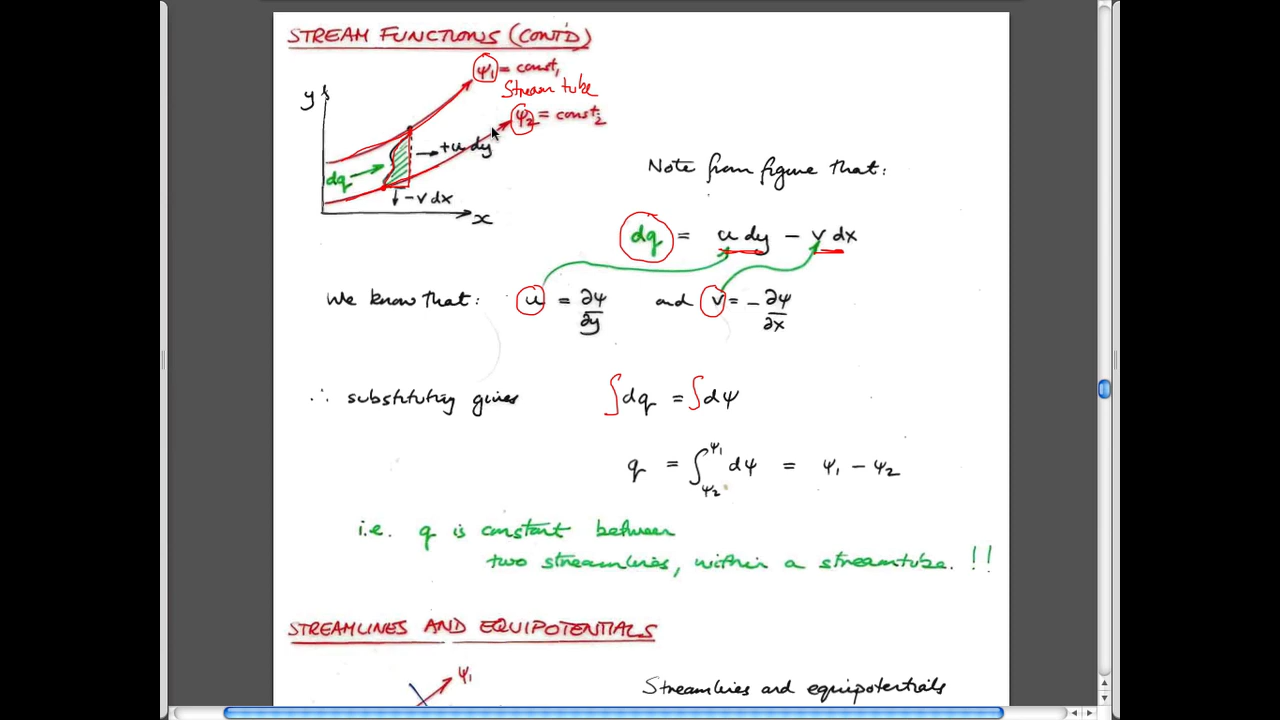 STREAM FUNCTIONS (CONT'D)
ψ₁ = const₁
Stream tube
ψ₂ = const₂
y
+u dy
dq
-v dx
x
Note from figure that:
dq = u dy - v dx
We know that: u = ∂ψ/∂y and v = -∂ψ/∂x
∴ substituting gives ∫dq = ∫dψ
q = ∫_ψ₂^ψ₁ dψ = ψ₁ - ψ₂
i.e. q is constant between
two streamlines, within a streamtube. !!
STREAMLINES AND EQUIPOTENTIALS
ψ₁
Streamlines and equipotentials